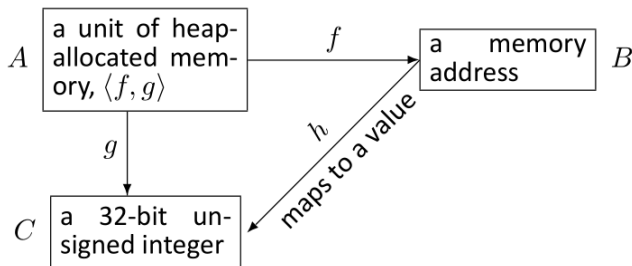 A
a unit of heap-
allocated mem-
ory, ⟨f, g⟩
f
a memory
address
B
g
h
maps to a value
C
a 32-bit un-
signed integer